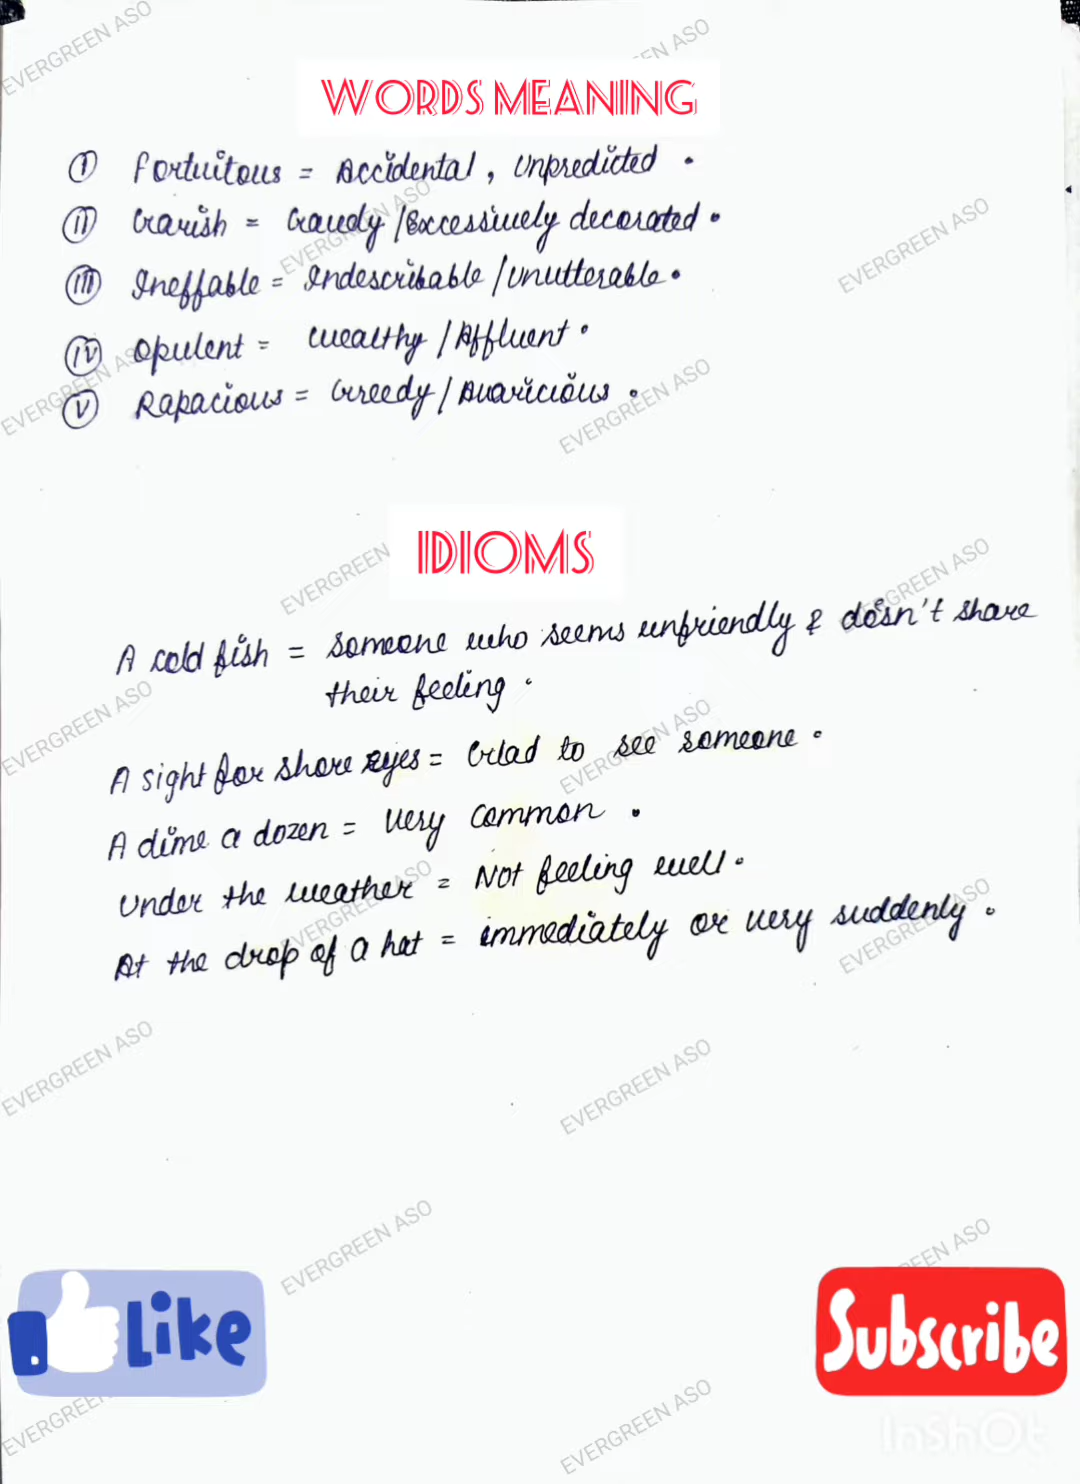 WORDS MEANING
(I) Fortuitous = Accidental, Unpredicted.
(II) Garish = Gaudy / Excessively decorated.
(III) Ineffable = Indescribable / Unutterable.
(IV) Opulent = wealthy / Affluent.
(V) Rapacious = Greedy / Avaricious.
IDIOMS
A cold fish = Someone who seems unfriendly & dosn't share
their feeling.
A sight for shore eyes = Glad to see someone.
A dime a dozen = Very common.
Under the weather = Not feeling well.
At the drop of a hat = immediately or very suddenly.
Like
Subscribe
InShOt
EVERGREEN ASO